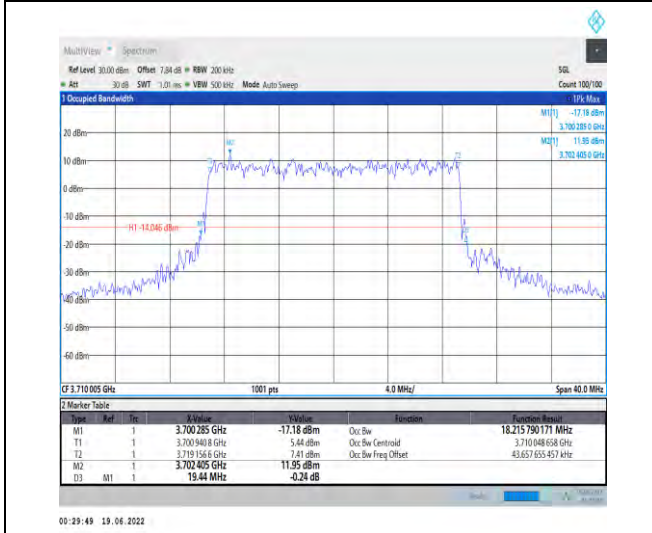 MultiView Spectrum
Ref Level 30.00 dBm Offset 7.84 dB RBW 200 kHz SGL
Att 30 dB SWT 1.01 ms VBW 500 kHz Mode Auto Sweep Count 100/100
1 Occupied Bandwidth 1Pk Max
M1[1] -17.18 dBm
3.700 285 0 GHz
M2[1] 11.95 dBm
3.702 405 0 GHz
20 dBm
M2
10 dBm
0 dBm
-10 dBm
H1 -14.046 dBm
-20 dBm
-30 dBm
-40 dBm
-50 dBm
-60 dBm
CF 3.710 005 GHz 1001 pts 4.0 MHz/ Span 40.0 MHz
2 Marker Table
Type Ref Trc X-Value Y-Value Function Function Result
M1 1 3.700 285 GHz -17.18 dBm Occ Bw 18.215 790 171 MHz
T1 1 3.700 940 8 GHz 5.44 dBm Occ Bw Centroid 3.710 048 658 GHz
T2 1 3.719 156 6 GHz 7.41 dBm Occ Bw Freq Offset 43.657 655 457 kHz
M2 1 3.702 405 GHz 11.95 dBm
D3 M1 1 19.44 MHz -0.24 dB
00:29:49 19.06.2022